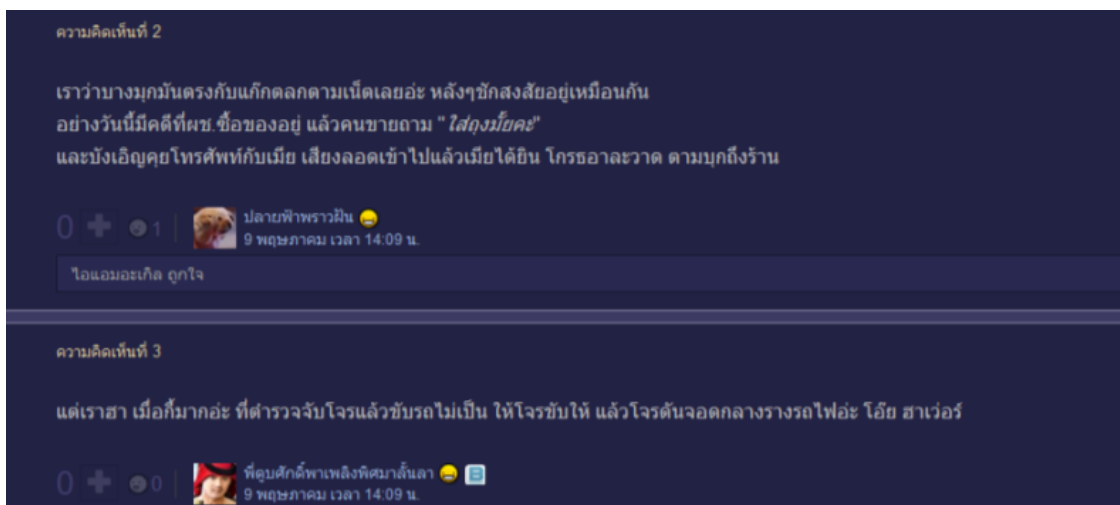 ความคิดเห็นที่ 2
เราว่าบางมุกมันตรงกับแก๊กตลกตามเน็ตเลยอ่ะ หลังๆชักสงสัยอยู่เหมือนกัน
อย่างวันนี้มีคดีที่ผช.ซื้อของอยู่ แล้วคนขายถาม "ใส่ถุงมั้ยคะ"
และบังเอิญคุยโทรศัพท์กับเมีย เสียงลอดเข้าไปแล้วเมียได้ยิน โกรธอาละวาด ตามบุกถึงร้าน
0 1
ปลายฟ้าพราวฝัน
9 พฤษภาคม เวลา 14:09 น.
ไอแอมอะเกิล ถูกใจ
ความคิดเห็นที่ 3
แต่เราฮา เมื่อกี้มากอ่ะ ที่ตำรวจจับโจรแล้วขับรถไม่เป็น ให้โจรขับให้ แล้วโจรดันจอดกลางรางรถไฟอ่ะ โอ๊ย ฮาเว่อร์
0 0
พี่ตูบศักดิ์พาเพลิงพิศมาลั้นลา B
9 พฤษภาคม เวลา 14:09 น.